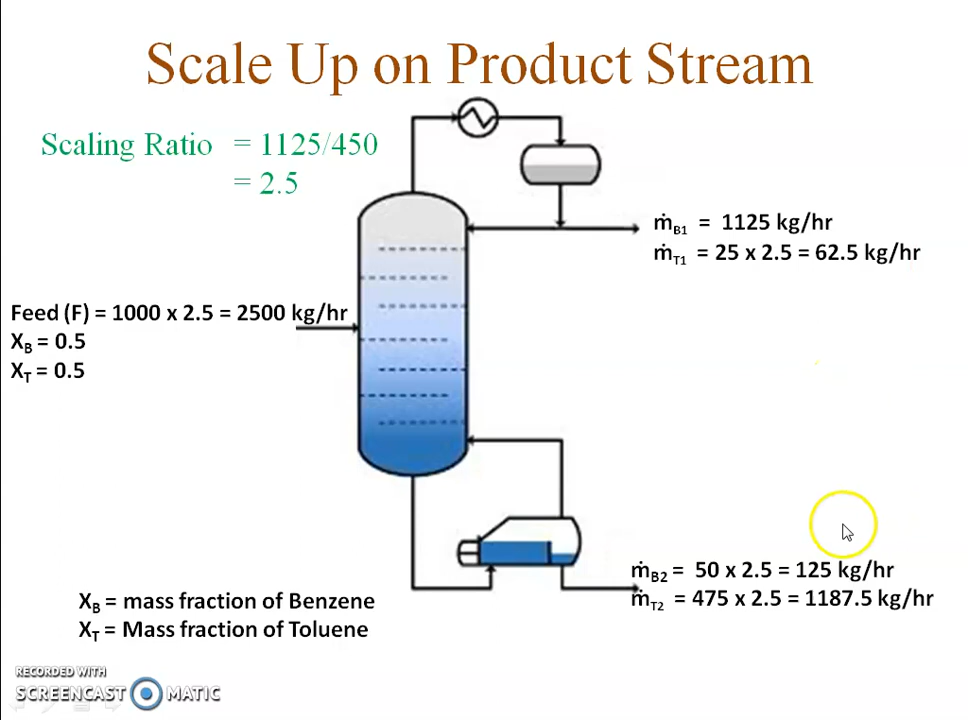 Scale Up on Product Stream
Scaling Ratio = 1125/450
= 2.5
ṁB1 = 1125 kg/hr
ṁT1 = 25 x 2.5 = 62.5 kg/hr
Feed (F) = 1000 x 2.5 = 2500 kg/hr
XB = 0.5
XT = 0.5
ṁB2 = 50 x 2.5 = 125 kg/hr
ṁT2 = 475 x 2.5 = 1187.5 kg/hr
XB = mass fraction of Benzene
XT = Mass fraction of Toluene
RECORDED WITH
SCREENCAST MATIC